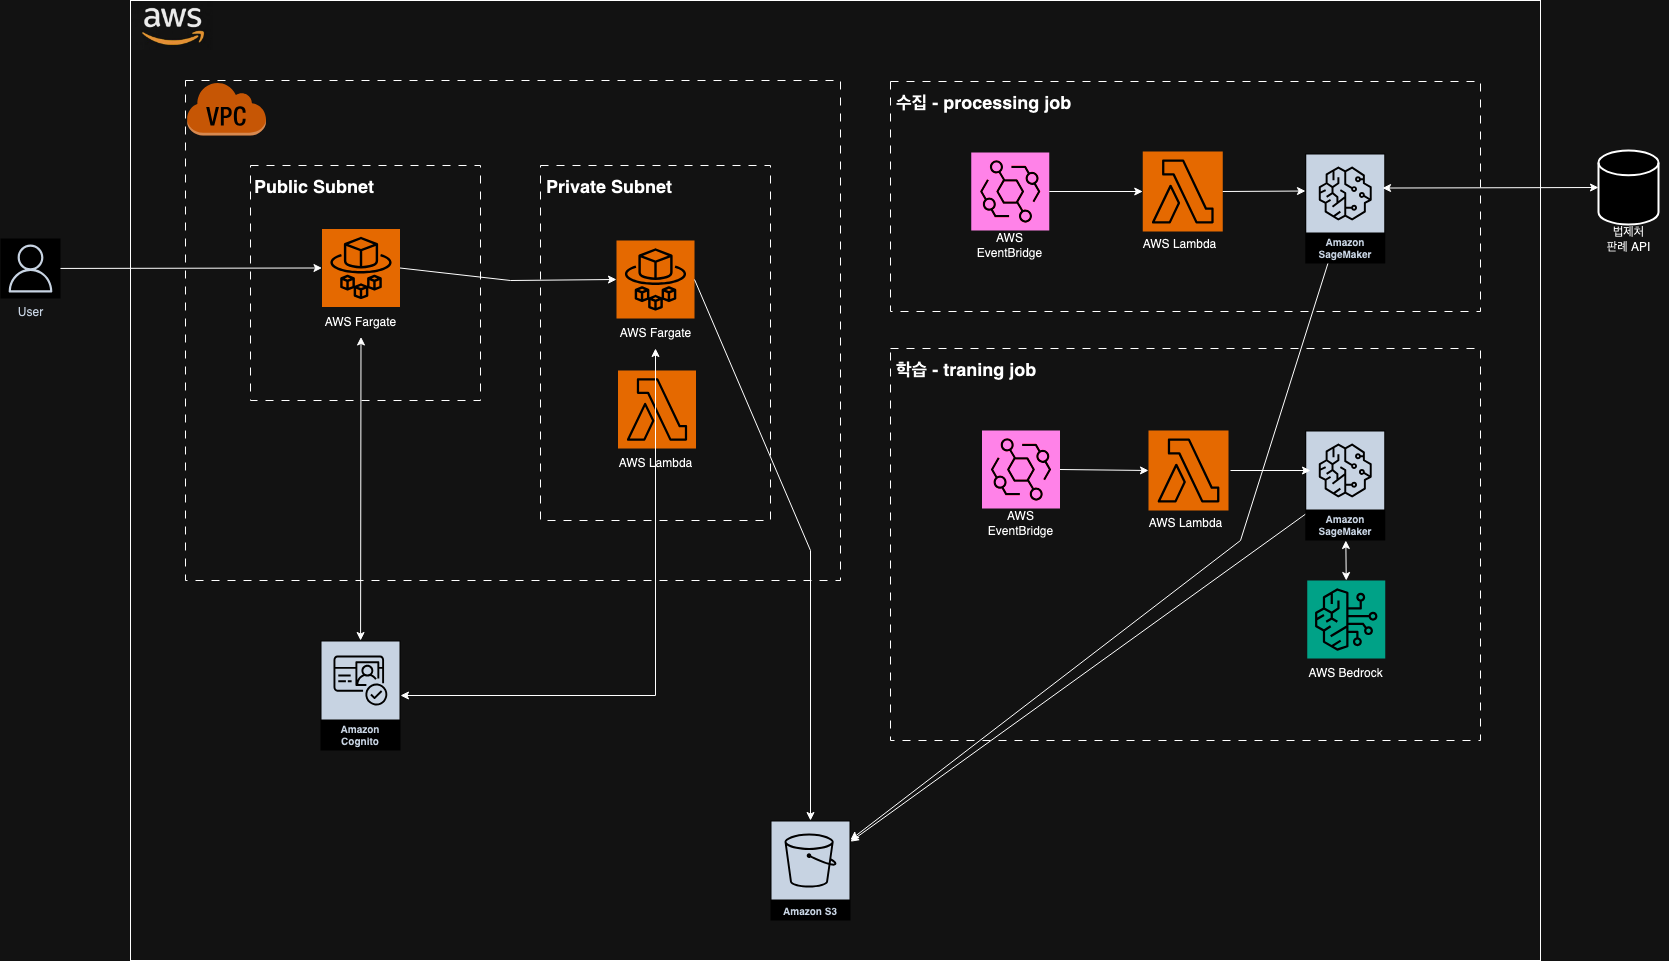 aws
VPC
Public Subnet
AWS Fargate
Private Subnet
AWS Fargate
AWS Lambda
User
Amazon
Cognito
Amazon S3
수집 - processing job
AWS
EventBridge
AWS Lambda
Amazon
SageMaker
법제처
판례 API
학습 - traning job
AWS
EventBridge
AWS Lambda
Amazon
SageMaker
AWS Bedrock